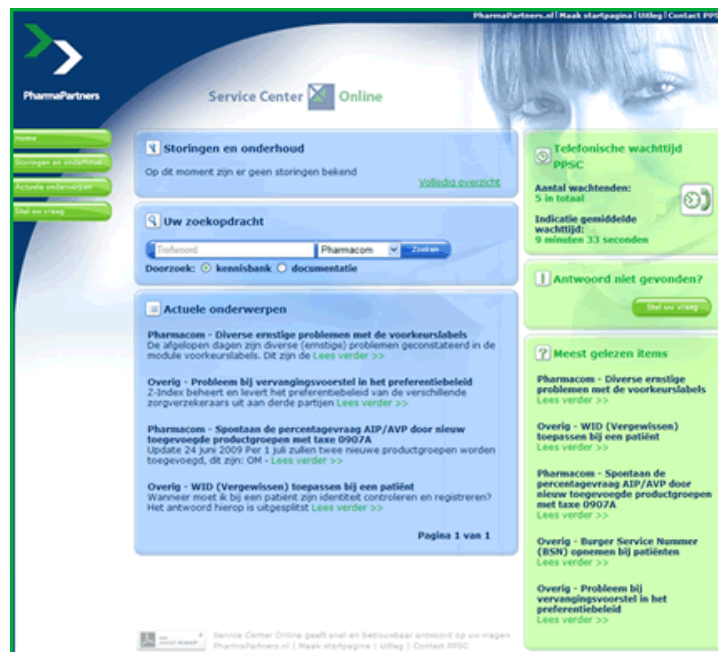 PharmaPartners.nl | Maak startpagina | Uitleg | Contact PPS
PharmaPartners
Service Center Online
Home
Storingen en onderhoud
Actuele onderwerpen
Stel uw vraag
Storingen en onderhoud
Op dit moment zijn er geen storingen bekend
Volledig overzicht
Uw zoekopdracht
Trefwoord
Pharmacom
Zoeken
Doorzoek: kennisbank documentatie
Actuele onderwerpen
Pharmacom - Diverse ernstige problemen met de voorkeurslabels
De afgelopen dagen zijn diverse (ernstige) problemen geconstateerd in de
module voorkeurslabels. Dit zijn de Lees verder >>
Overig - Probleem bij vervangingsvoorstel in het preferentiebeleid
Z-Index beheert en levert het preferentiebeleid van de verschillende
zorgverzekeraars uit aan derde partijen Lees verder >>
Pharmacom - Spontaan de percentagevraag AIP/AVP door nieuw
toegevoegde productgroepen met taxe 0907A
Update 24 juni 2009 Per 1 juli zullen twee nieuwe productgroepen worden
toegevoegd, dit zijn: OM - Lees verder >>
Overig - WID (Vergewissen) toepassen bij een patiënt
Wanneer moet ik bij een patiënt zijn identiteit controleren en registreren?
Het antwoord hierop is uitgesplitst Lees verder >>
Pagina 1 van 1
Telefonische wachttijd
PPSC
Aantal wachtenden:
5 in totaal
Indicatie gemiddelde
wachttijd:
9 minuten 33 seconden
Antwoord niet gevonden?
Stel uw vraag
Meest gelezen items
Pharmacom - Diverse ernstige
problemen met de voorkeurslabels
Lees verder >>
Overig - WID (Vergewissen)
toepassen bij een patiënt
Lees verder >>
Pharmacom - Spontaan de
percentagevraag AIP/AVP door
nieuw toegevoegde productgroepen
met taxe 0907A
Lees verder >>
Overig - Burger Service Nummer
(BSN) opnemen bij patiënten
Lees verder >>
Overig - Probleem bij
vervangingsvoorstel in het
preferentiebeleid
Lees verder >>
Service Center Online geeft snel en betrouwbaar antwoord op uw vragen
PharmaPartners.nl | Maak startpagina | Uitleg | Contact PPSC